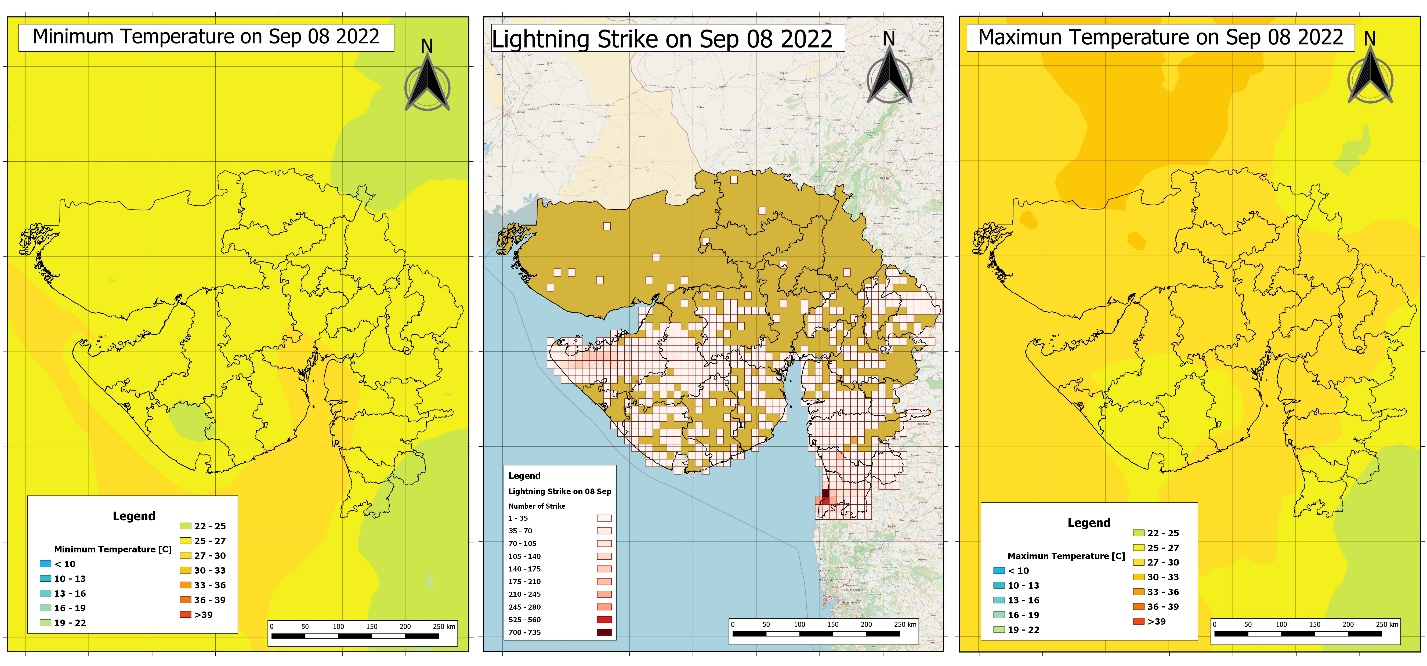 Minimum Temperature on Sep 08 2022
N
Legend
Minimum Temperature [C]
< 10
10 - 13
13 - 16
16 - 19
19 - 22
22 - 25
25 - 27
27 - 30
30 - 33
33 - 36
36 - 39
>39
0 50 100 150 200 250 km
Lightning Strike on Sep 08 2022
N
Legend
Lightning Strike on 08 Sep
Number of Strike
1 - 35
35 - 70
70 - 105
105 - 140
140 - 175
175 - 210
210 - 245
245 - 280
525 - 560
700 - 735
0 50 100 150 200 250 km
Maximun Temperature on Sep 08 2022
N
Legend
Maximun Temperature [C]
< 10
10 - 13
13 - 16
16 - 19
19 - 22
22 - 25
25 - 27
27 - 30
30 - 33
33 - 36
36 - 39
>39
0 50 100 150 200 250 km